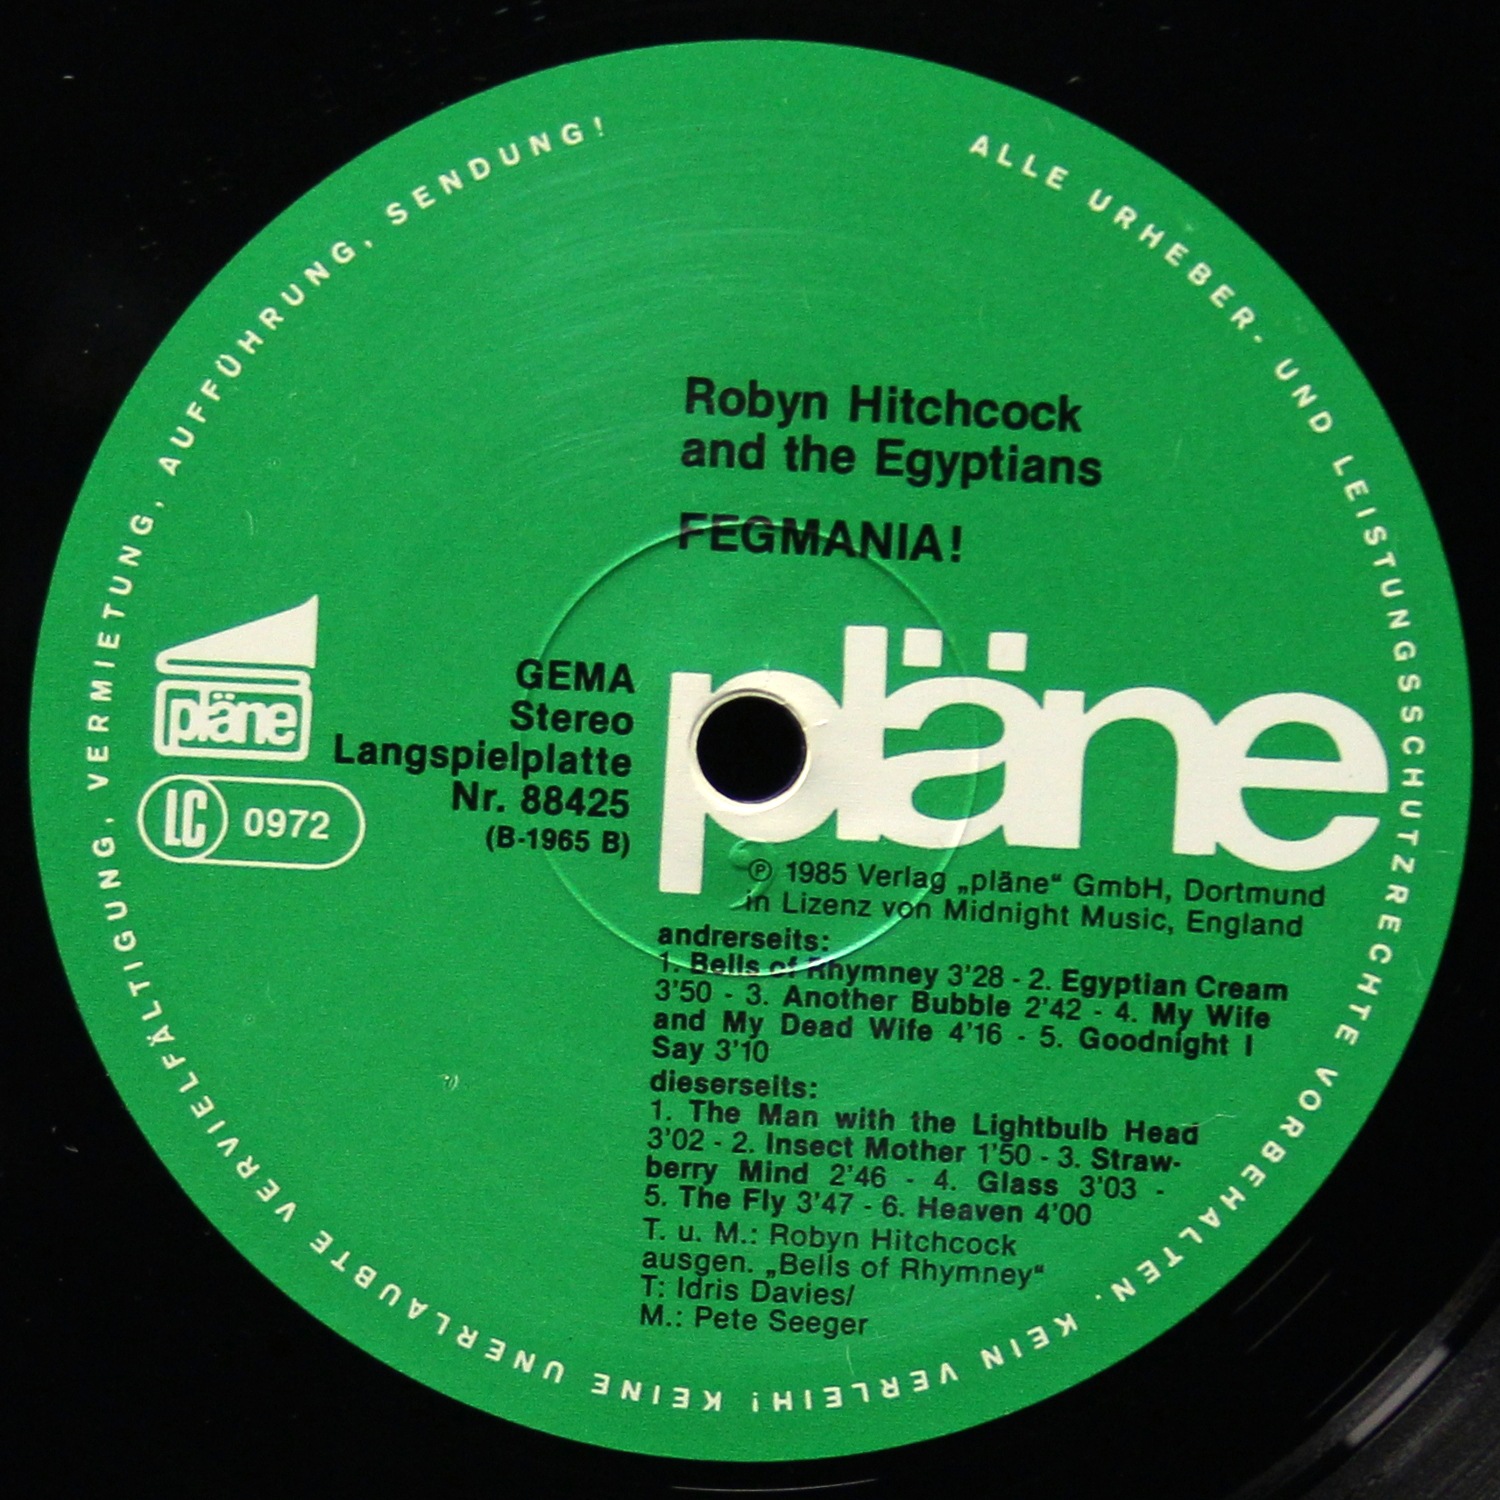 ALLE URHEBER- UND LEISTUNGSSCHUTZRECHTE VORBEHALTEN. KEIN VERLEIH! KEINE UNERLAUBTE VERVIELFÄLTIGUNG, VERMIETUNG, AUFFÜHRUNG, SENDUNG!
Robyn Hitchcock
and the Egyptians
FEGMANIA!
pläne
LC 0972
GEMA
Stereo
Langspielplatte
Nr. 88425
(B-1965 B)
pläne
℗ 1985 Verlag „pläne“ GmbH, Dortmund
in Lizenz von Midnight Music, England
andrerseits:
1. Bells of Rhymney 3'28 - 2. Egyptian Cream
3'50 - 3. Another Bubble 2'42 - 4. My Wife
and My Dead Wife 4'16 - 5. Goodnight I
Say 3'10
dieserseits:
1. The Man with the Lightbulb Head
3'02 - 2. Insect Mother 1'50 - 3. Straw-
berry Mind 2'46 - 4. Glass 3'03 -
5. The Fly 3'47 - 6. Heaven 4'00
T. u. M.: Robyn Hitchcock
ausgen. „Bells of Rhymney“
T: Idris Davies/
M.: Pete Seeger